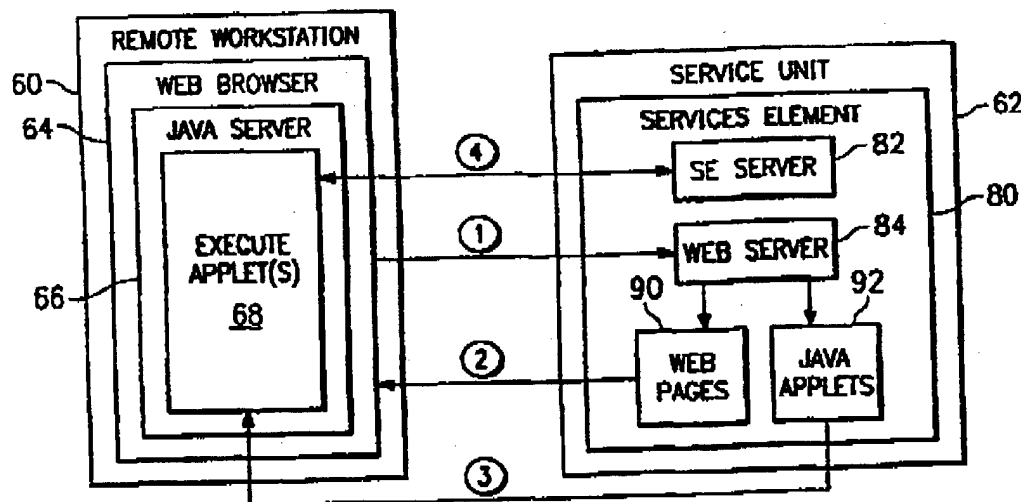 REMOTE WORKSTATION
60
WEB BROWSER
64
JAVA SERVER
EXECUTE
APPLET(S)
68
66
4
1
2
3
SERVICE UNIT
62
SERVICES ELEMENT
80
SE SERVER
82
WEB SERVER
84
90
WEB
PAGES
92
JAVA
APPLETS